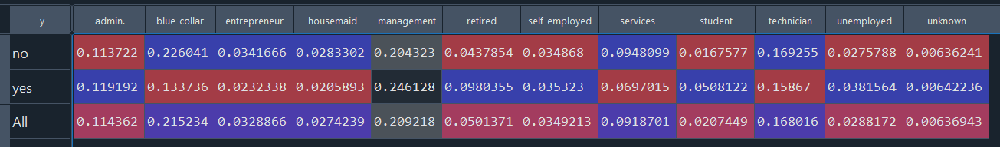 y admin. blue-collar entrepreneur housemaid management retired self-employed services student technician unemployed unknown
no 0.113722 0.226041 0.0341666 0.0283302 0.204323 0.0437854 0.034868 0.0948099 0.0167577 0.169255 0.0275788 0.00636241
yes 0.119192 0.133736 0.0232338 0.0205893 0.246128 0.0980355 0.035323 0.0697015 0.0508122 0.15867 0.0381564 0.00642236
All 0.114362 0.215234 0.0328866 0.0274239 0.209218 0.0501371 0.0349213 0.0918701 0.0207449 0.168016 0.0288172 0.00636943